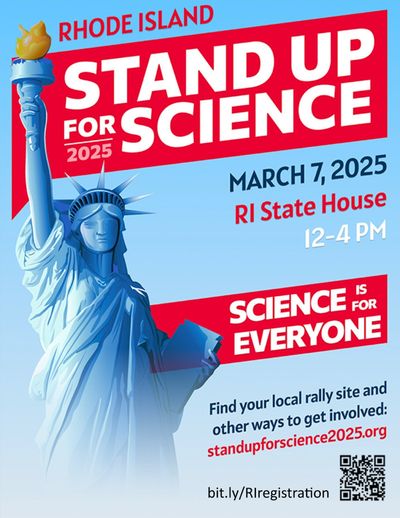 RHODE ISLAND
STAND UP
FOR SCIENCE
2025
MARCH 7, 2025
RI State House
12-4 PM
SCIENCE IS FOR
EVERYONE
Find your local rally site and
other ways to get involved:
standupforscience2025.org
bit.ly/RIregistration